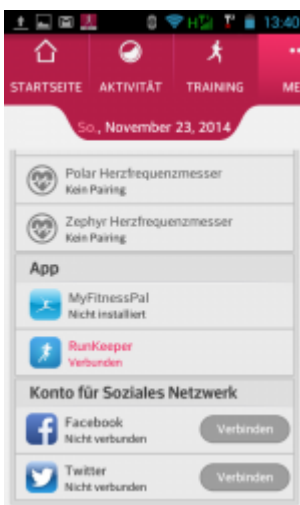 13:40
STARTSEITE AKTIVITÄT TRAINING ME
So., November 23, 2014
Polar Herzfrequenzmesser
Kein Pairing
Zephyr Herzfrequenzmesser
Kein Pairing
App
MyFitnessPal
Nicht installiert
RunKeeper
Verbunden
Konto für Soziales Netzwerk
Facebook
Nicht verbunden
Verbinden
Twitter
Nicht verbunden
Verbinden